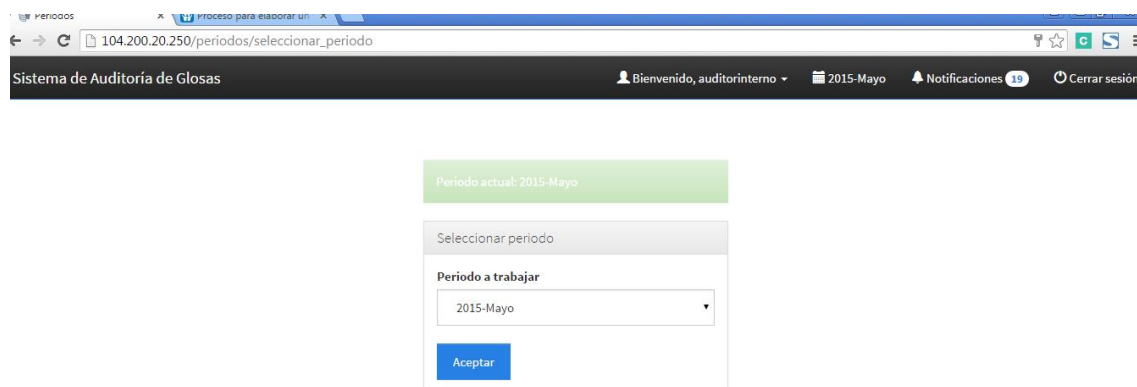 Periodos x Proceso para elaborar un x
104.200.20.250/periodos/seleccionar_periodo
Sistema de Auditoría de Glosas Bienvenido, auditorinterno 2015-Mayo Notificaciones 19 Cerrar sesión
Periodo actual: 2015-Mayo
Seleccionar periodo
Periodo a trabajar
2015-Mayo
Aceptar